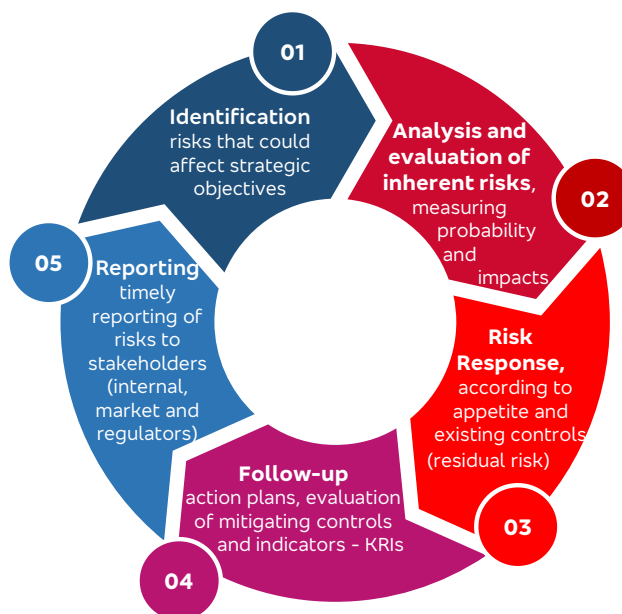 01
Identification
risks that could
affect strategic
objectives
02
Analysis and
evaluation of
inherent risks,
measuring
probability
and
impacts
03
Risk
Response,
according to
appetite and
existing controls
(residual risk)
04
Follow-up
action plans, evaluation
of mitigating controls
and indicators - KRIs
05
Reporting
timely
reporting of
risks to
stakeholders
(internal,
market and
regulators)